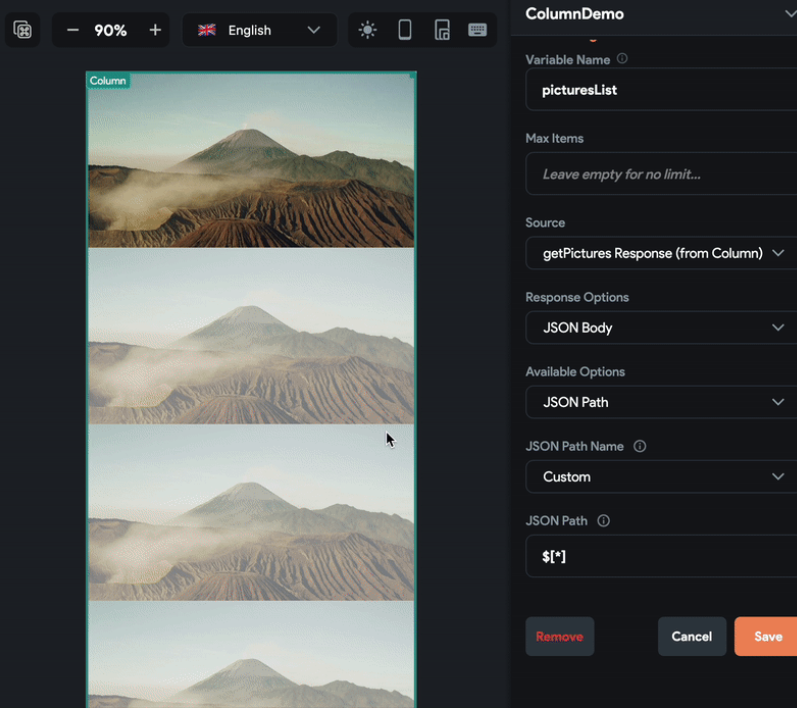 90%
English
Column
ColumnDemo
Variable Name
picturesList
Max Items
Leave empty for no limit...
Source
getPictures Response (from Column)
Response Options
JSON Body
Available Options
JSON Path
JSON Path Name
Custom
JSON Path
$[*]
Remove
Cancel
Save